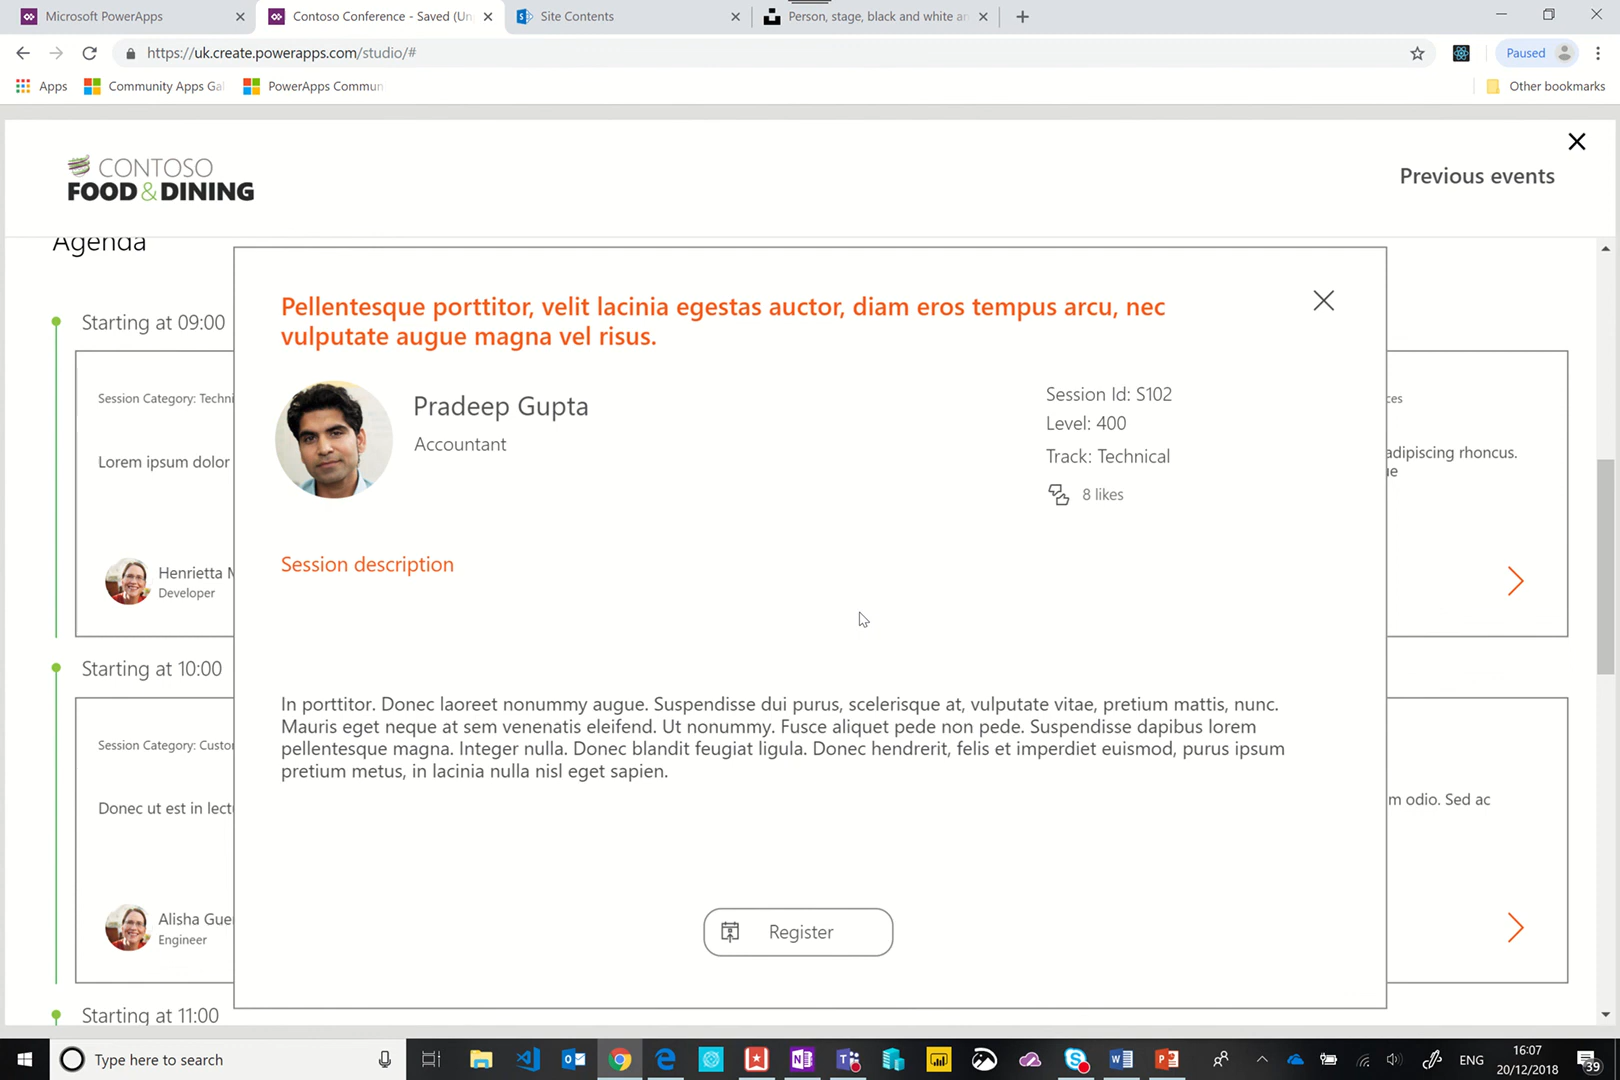 Microsoft PowerApps
Contoso Conference - Saved (Un
Site Contents
Person, stage, black and white a
https://uk.create.powerapps.com/studio/#
Paused
Apps
Community Apps Ga
PowerApps Commun
Other bookmarks
CONTOSO
FOOD & DINING
Previous events
Agenda
Pellentesque porttitor, velit lacinia egestas auctor, diam eros tempus arcu, nec
vulputate augue magna vel risus.
Starting at 09:00
Session Category: Techni
Lorem ipsum dolor
Henrietta M
Developer
Pradeep Gupta
Accountant
Session Id: S102
Level: 400
Track: Technical
8 likes
ces
adipiscing rhoncus.
ue
Session description
In porttitor. Donec laoreet nonummy augue. Suspendisse dui purus, scelerisque at, vulputate vitae, pretium mattis, nunc.
Mauris eget neque at sem venenatis eleifend. Ut nonummy. Fusce aliquet pede non pede. Suspendisse dapibus lorem
pellentesque magna. Integer nulla. Donec blandit feugiat ligula. Donec hendrerit, felis et imperdiet euismod, purus ipsum
pretium metus, in lacinia nulla nisl eget sapien.
Starting at 10:00
Session Category: Custo
Donec ut est in lect
Alisha Gue
Engineer
m odio. Sed ac
Register
Starting at 11:00
Type here to search
ENG
16:07
20/12/2018
39